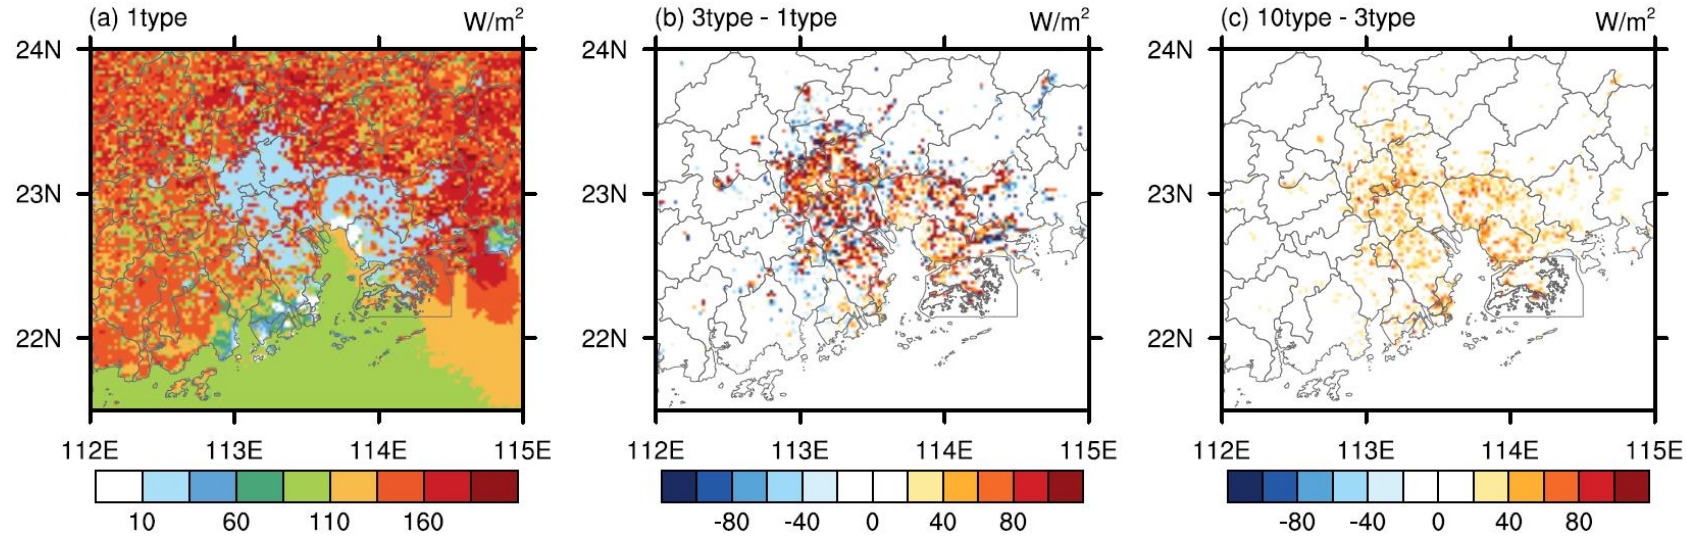 (a) 1type W/m²
24N
23N
22N
112E 113E 114E 115E
10 60 110 160
(b) 3type - 1type W/m²
24N
23N
22N
112E 113E 114E 115E
-80 -40 0 40 80
(c) 10type - 3type W/m²
24N
23N
22N
112E 113E 114E 115E
-80 -40 0 40 80